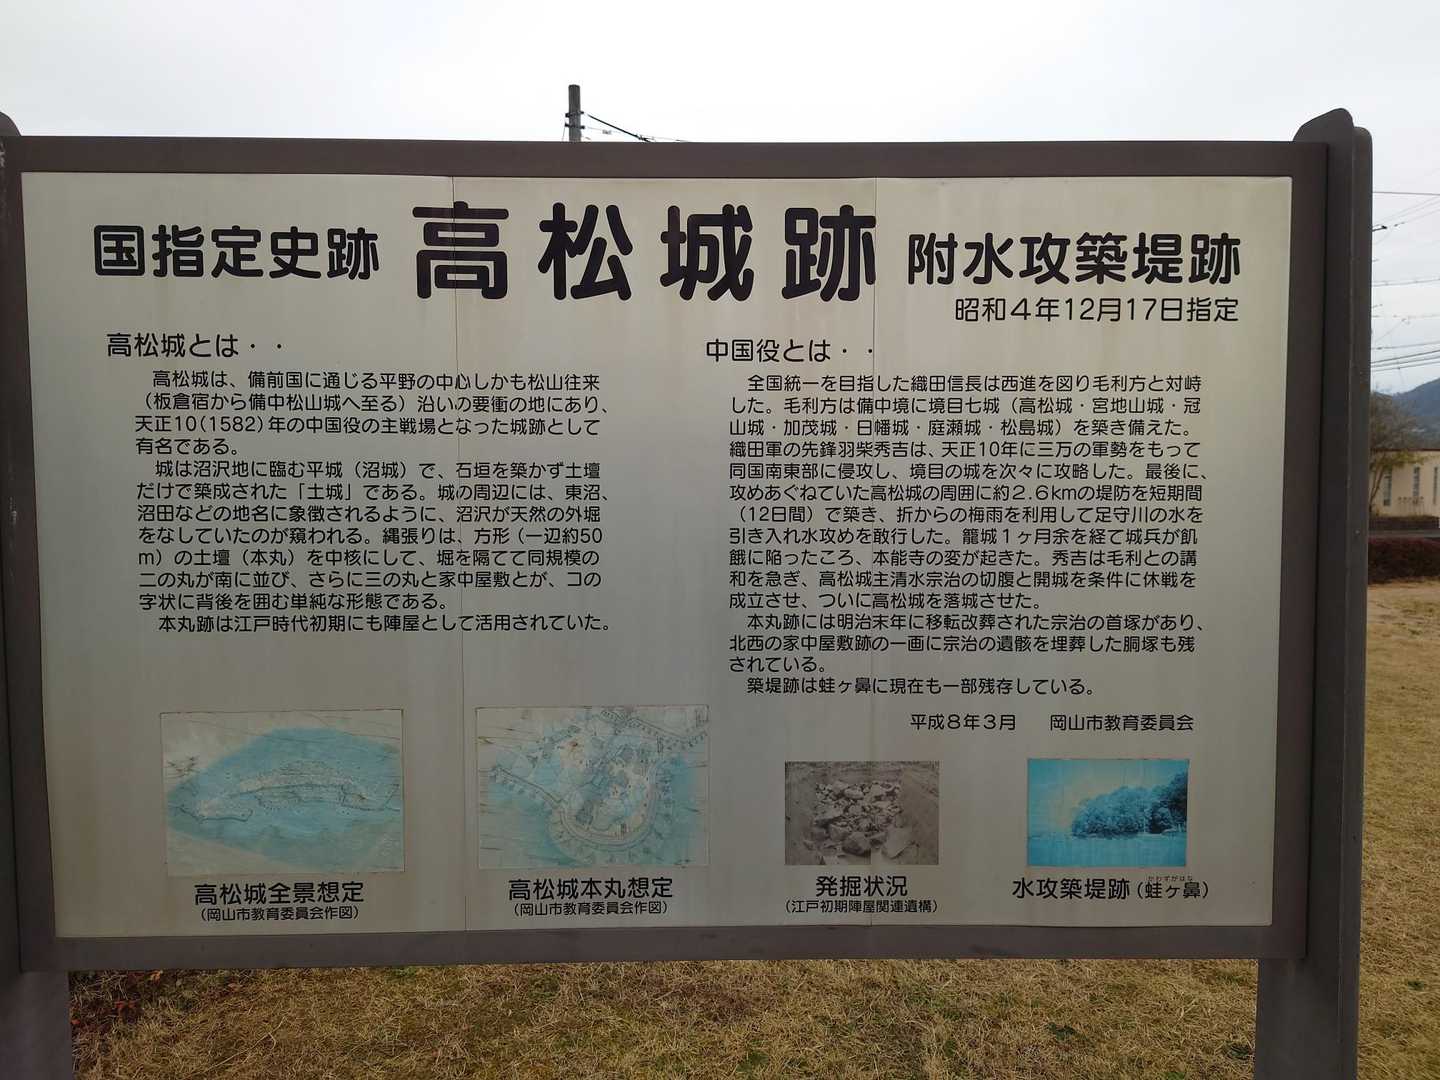 国指定史跡 高松城跡 附水攻築堤跡
昭和4年12月17日指定
高松城とは・・
高松城は、備前国に通じる平野の中心しかも松山往来
(板倉宿から備中松山城へ至る)沿いの要衝の地にあり、
天正10(1582)年の中国役の主戦場となった城跡として
有名である。
城は沼沢地に臨む平城(沼城)で、石垣を築かず土壇
だけで築成された「土城」である。城の周辺には、東沼、
沼田などの地名に象徴されるように、沼沢が天然の外堀
をなしていたのが窺われる。縄張りは、方形(一辺約50
m)の土壇(本丸)を中核にして、堀を隔てて同規模の
二の丸が南に並び、さらに三の丸と家中屋敷とが、コの
字状に背後を囲む単純な形態である。
本丸跡は江戸時代初期にも陣屋として活用されていた。
中国役とは・・
全国統一を目指した織田信長は西進を図り毛利方と対峙
した。毛利方は備中境に境目七城(高松城・宮地山城・冠
山城・加茂城・日幡城・庭瀬城・松島城)を築き備えた。
織田軍の先鋒羽柴秀吉は、天正10年に三万の軍勢をもって
同国南東部に侵攻し、境目の城を次々に攻略した。最後に、
攻めあぐねていた高松城の周囲に約2.6kmの堤防を短期間
(12日間)で築き、折からの梅雨を利用して足守川の水を
引き入れ水攻めを敢行した。籠城1ヶ月余を経て城兵が飢
餓に陥ったころ、本能寺の変が起きた。秀吉は毛利との講
和を急ぎ、高松城主清水宗治の切腹と開城を条件に休戦を
成立させ、ついに高松城を落城させた。
本丸跡には明治末年に移転改葬された宗治の首塚があり、
北西の家中屋敷跡の一画に宗治の遺骸を埋葬した胴塚も残
されている。
築堤跡は蛙ヶ鼻に現在も一部残存している。
平成8年3月 岡山市教育委員会
高松城全景想定
(岡山市教育委員会作図)
高松城本丸想定
(岡山市教育委員会作図)
発掘状況
(江戸初期陣屋関連遺構)
かわずがはな
水攻築堤跡(蛙ヶ鼻)